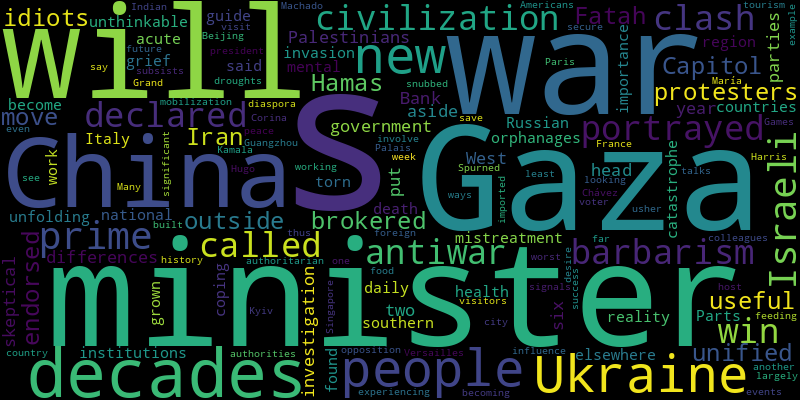 idiots
unthinkable
Indian
guide
visit
Machado
Americans
tourism
secure
example
civilization
Fatah
clash
parties
will
acute
Beijing
Palestinians
invasion
new
war
importance
region
Capitol
grief
future
president
say
subsists
droughts
said
mental
Paris
snubbed
protesters
Grand
Hamas
Maria
become
mobilization
diaspora
Bank
save
year
countries
move
declared
even
Corina
peace
aside
Russian
portrayed
Games
Italy
Iran
Kamala
government
orphanages
France
Harris
China
S
Gaza
Israeli
work
significant
Guangzhou
involve
Palais
week
West
head
talks
see
Many
Hugo
working
least
looking
Chávez
voter
torn
put
Spurned
imported
ways
usher
catastrophe
unfolding
national
built
outside
death
brokered
foreign
thus
skeptical
endorsed
prime
called
antiwar
mistreatment
far
colleagues
barbarism
differences
history
authoritarian
one
food
worst
desire
success
minister
grown
coping
investigation
Singapore
daily
health
visitors
signals
host
useful
two
six
reality
Parts
win
feeding
Kyiv
southern
city
country
institutions
authorities
found
opposition
Versailles
influence
elsewhere
unified
another
largely
decades
people
experiencing
becoming
Ukraine
events